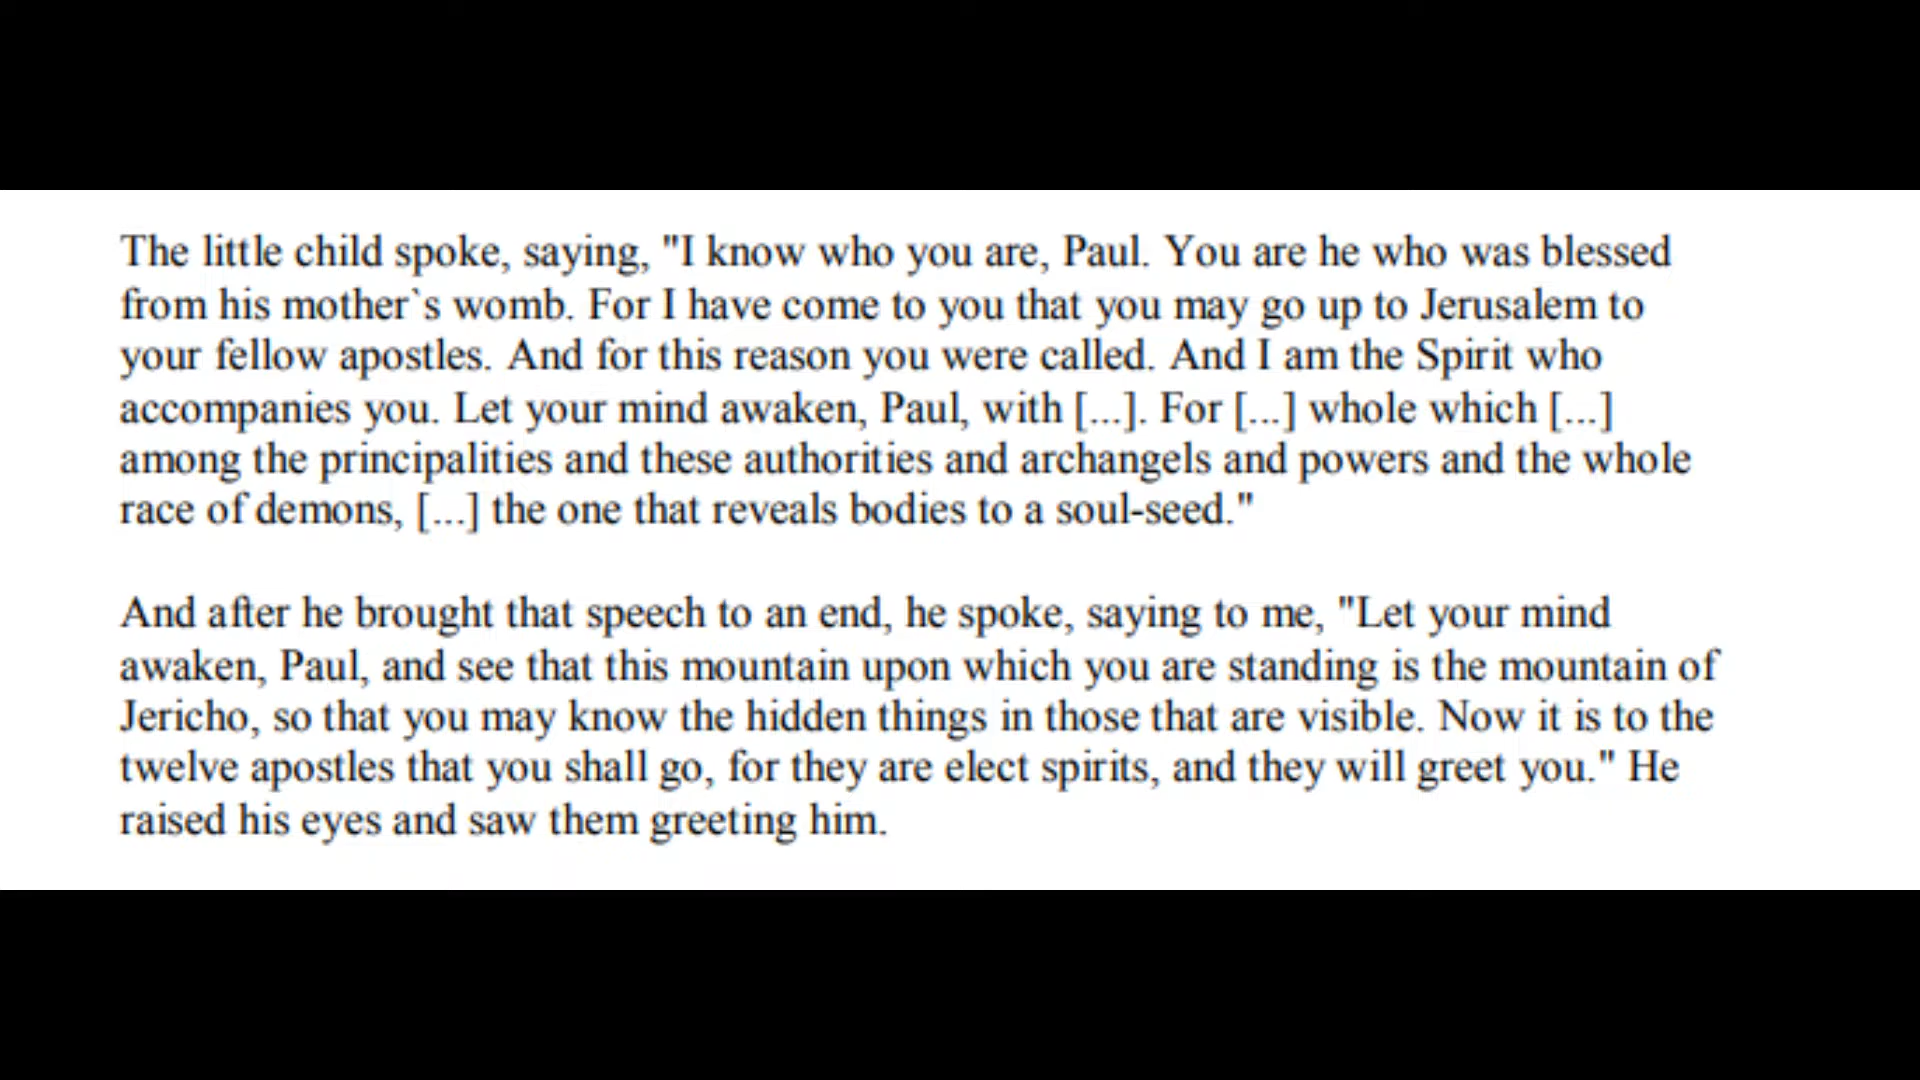 The little child spoke, saying, "I know who you are, Paul. You are he who was blessed
from his mother`s womb. For I have come to you that you may go up to Jerusalem to
your fellow apostles. And for this reason you were called. And I am the Spirit who
accompanies you. Let your mind awaken, Paul, with [...]. For [...] whole which [...]
among the principalities and these authorities and archangels and powers and the whole
race of demons, [...] the one that reveals bodies to a soul-seed."
And after he brought that speech to an end, he spoke, saying to me, "Let your mind
awaken, Paul, and see that this mountain upon which you are standing is the mountain of
Jericho, so that you may know the hidden things in those that are visible. Now it is to the
twelve apostles that you shall go, for they are elect spirits, and they will greet you." He
raised his eyes and saw them greeting him.